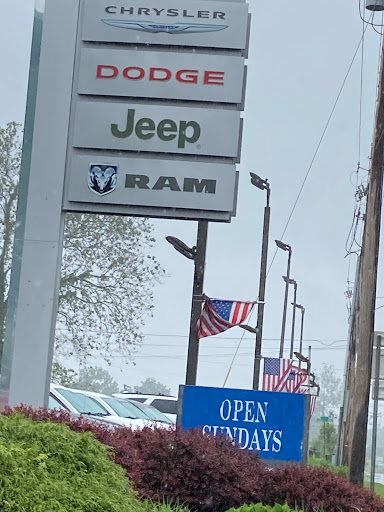 CHRYSLER
DODGE
Jeep
RAM
OPEN
SUNDAYS